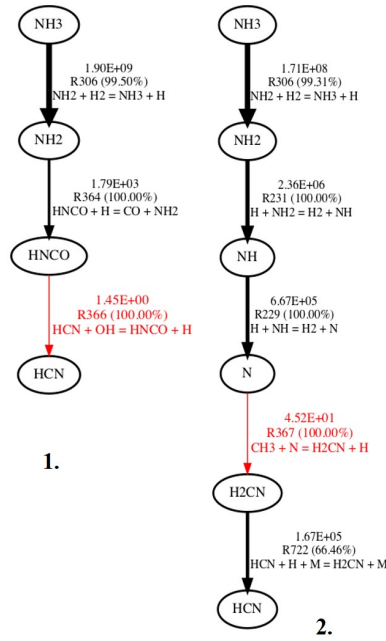 NH3
1.90E+09
R306 (99.50%)
NH2 + H2 = NH3 + H
NH2
1.79E+03
R364 (100.00%)
HNCO + H = CO + NH2
HNCO
1.45E+00
R366 (100.00%)
HCN + OH = HNCO + H
HCN
1.
NH3
1.71E+08
R306 (99.31%)
NH2 + H2 = NH3 + H
NH2
2.36E+06
R231 (100.00%)
H + NH2 = H2 + NH
NH
6.67E+05
R229 (100.00%)
H + NH = H2 + N
N
4.52E+01
R367 (100.00%)
CH3 + N = H2CN + H
H2CN
1.67E+05
R722 (66.46%)
HCN + H + M = H2CN + M
HCN
2.